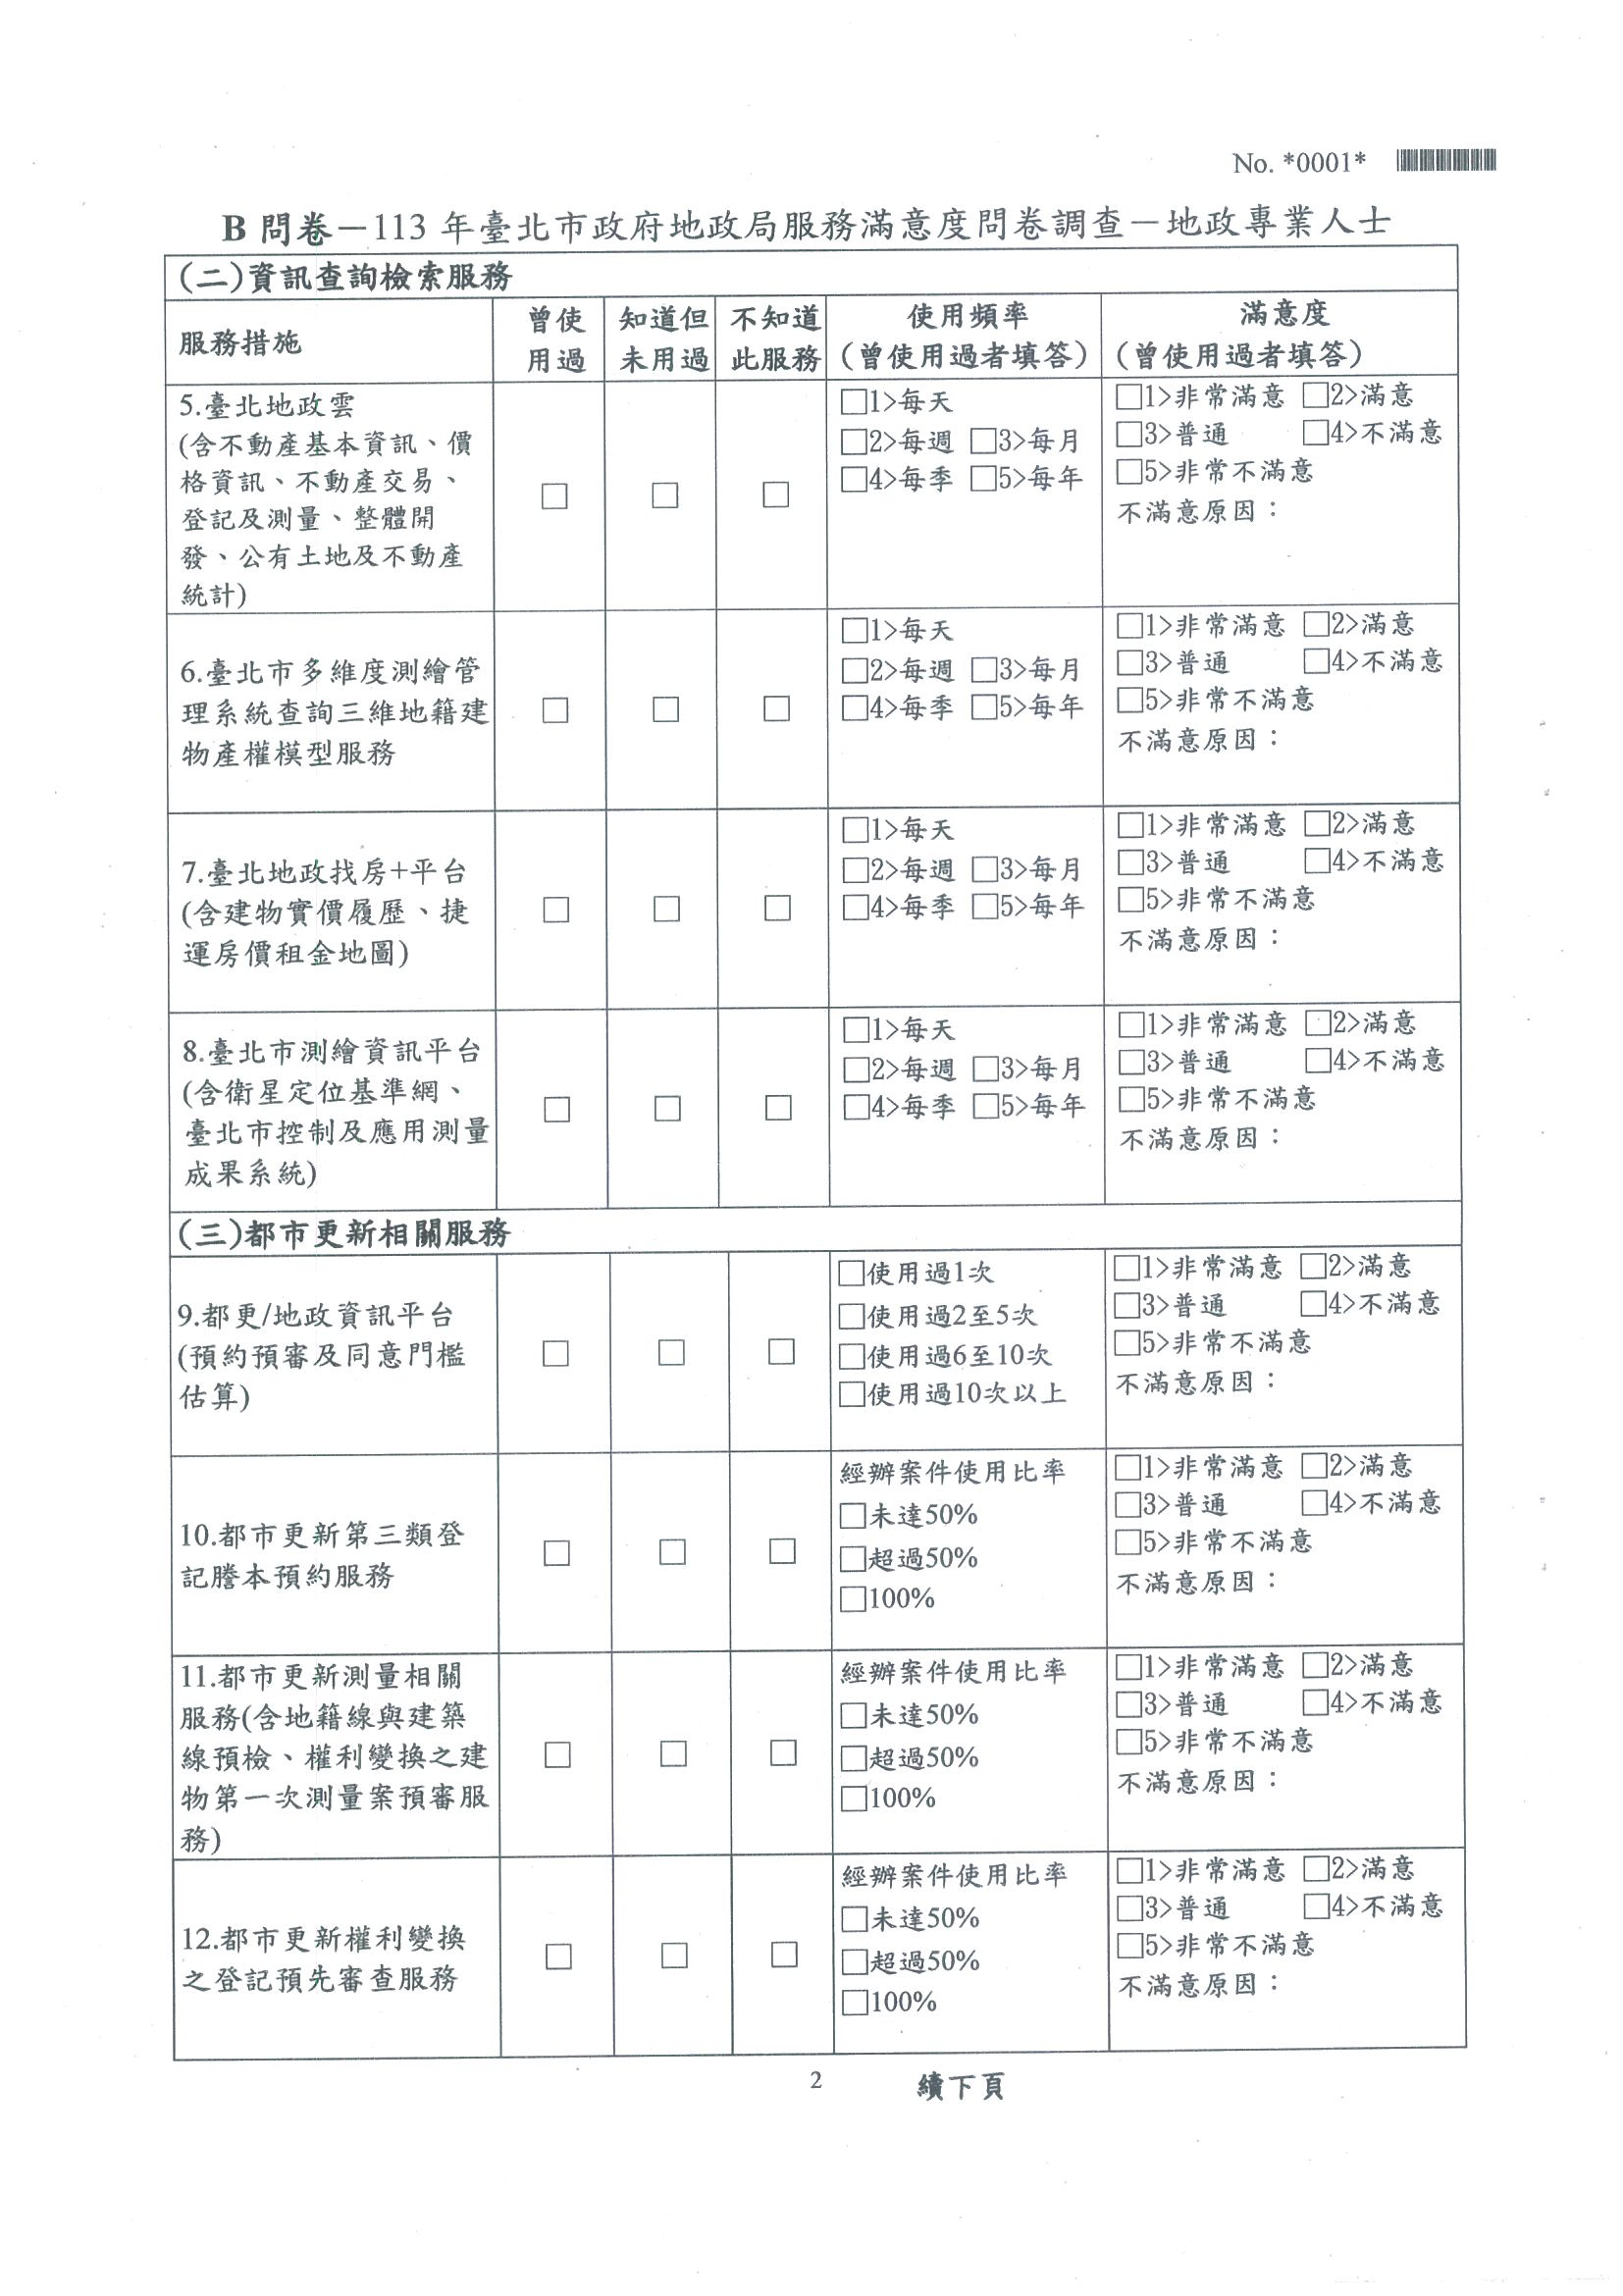 No. *0001*
B 問卷－113 年臺北市政府地政局服務滿意度問卷調查－地政專業人士
(二)資訊查詢檢索服務
服務措施
曾使
用過
知道但
未用過
不知道
此服務
使用頻率
(曾使用過者填答)
滿意度
(曾使用過者填答)
5.臺北地政雲
(含不動產基本資訊、價
格資訊、不動產交易、
登記及測量、整體開
發、公有土地及不動產
統計)
□
□
□
□1>每天
□2>每週 □3>每月
□4>每季 □5>每年
□1>非常滿意 □2>滿意
□3>普通 □4>不滿意
□5>非常不滿意
不滿意原因：
6.臺北市多維度測繪管
理系統查詢三維地籍建
物產權模型服務
□
□
□
□1>每天
□2>每週 □3>每月
□4>每季 □5>每年
□1>非常滿意 □2>滿意
□3>普通 □4>不滿意
□5>非常不滿意
不滿意原因：
7.臺北地政找房+平台
(含建物實價履歷、捷
運房價租金地圖)
□
□
□
□1>每天
□2>每週 □3>每月
□4>每季 □5>每年
□1>非常滿意 □2>滿意
□3>普通 □4>不滿意
□5>非常不滿意
不滿意原因：
8.臺北市測繪資訊平台
(含衛星定位基準網、
臺北市控制及應用測量
成果系統)
□
□
□
□1>每天
□2>每週 □3>每月
□4>每季 □5>每年
□1>非常滿意 □2>滿意
□3>普通 □4>不滿意
□5>非常不滿意
不滿意原因：
(三)都市更新相關服務
9.都更/地政資訊平台
(預約預審及同意門檻
估算)
□
□
□
□使用過1次
□使用過2至5次
□使用過6至10次
□使用過10次以上
□1>非常滿意 □2>滿意
□3>普通 □4>不滿意
□5>非常不滿意
不滿意原因：
10.都市更新第三類登
記謄本預約服務
□
□
□
經辦案件使用比率
□未達50%
□超過50%
□100%
□1>非常滿意 □2>滿意
□3>普通 □4>不滿意
□5>非常不滿意
不滿意原因：
11.都市更新測量相關
服務(含地籍線與建築
線預檢、權利變換之建
物第一次測量案預審服
務)
□
□
□
經辦案件使用比率
□未達50%
□超過50%
□100%
□1>非常滿意 □2>滿意
□3>普通 □4>不滿意
□5>非常不滿意
不滿意原因：
12.都市更新權利變換
之登記預先審查服務
□
□
□
經辦案件使用比率
□未達50%
□超過50%
□100%
□1>非常滿意 □2>滿意
□3>普通 □4>不滿意
□5>非常不滿意
不滿意原因：
2
續下頁